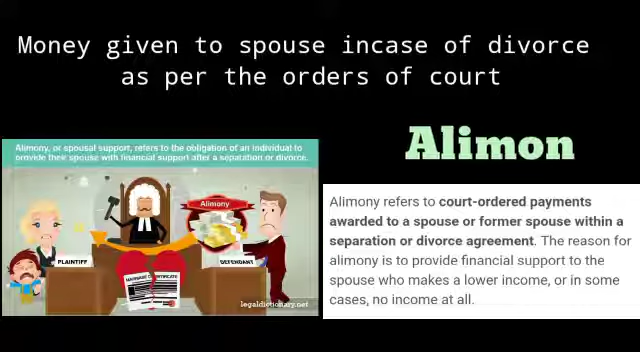 Money given to spouse incase of divorce
as per the orders of court
Alimon
Alimony, or spousal support, refers to the obligation of an individual to
provide their spouse with financial support after a separation or divorce.
Alimony
PLAINTIFF
DEFENDANT
MARRIAGE CERTIFICATE
legaldictionary.net
Alimony refers to court-ordered payments
awarded to a spouse or former spouse within a
separation or divorce agreement. The reason for
alimony is to provide financial support to the
spouse who makes a lower income, or in some
cases, no income at all.